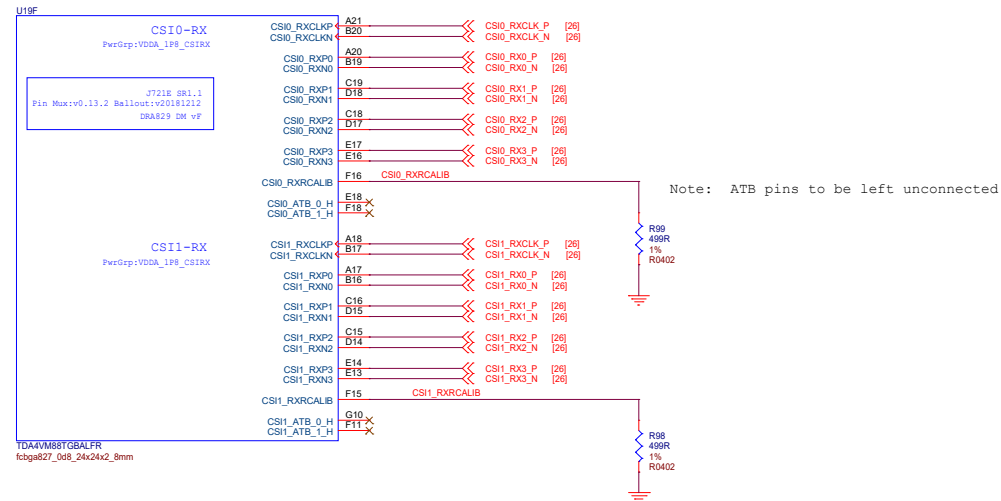 U19F
CSI0-RX
PwrGrp:VDDA_1P8_CSIRX
J721E SR1.1
Pin Mux:v0.13.2 Ballout:v20181212
DRA829 DM vF
CSI0_RXCLKP A21 CSI0_RXCLK_P [26]
CSI0_RXCLKN B20 CSI0_RXCLK_N [26]
CSI0_RXP0 A20 CSI0_RX0_P [26]
CSI0_RXN0 B19 CSI0_RX0_N [26]
CSI0_RXP1 C19 CSI0_RX1_P [26]
CSI0_RXN1 D18 CSI0_RX1_N [26]
CSI0_RXP2 C18 CSI0_RX2_P [26]
CSI0_RXN2 D17 CSI0_RX2_N [26]
CSI0_RXP3 E17 CSI0_RX3_P [26]
CSI0_RXN3 E16 CSI0_RX3_N [26]
CSI0_RXRCALIB F16 CSI0_RXRCALIB
CSI0_ATB_0_H E18
CSI0_ATB_1_H F18
Note: ATB pins to be left unconnected
R99
499R
1%
R0402
CSI1-RX
PwrGrp:VDDA_1P8_CSIRX
CSI1_RXCLKP A18 CSI1_RXCLK_P [26]
CSI1_RXCLKN B17 CSI1_RXCLK_N [26]
CSI1_RXP0 A17 CSI1_RX0_P [26]
CSI1_RXN0 B16 CSI1_RX0_N [26]
CSI1_RXP1 C16 CSI1_RX1_P [26]
CSI1_RXN1 D15 CSI1_RX1_N [26]
CSI1_RXP2 C15 CSI1_RX2_P [26]
CSI1_RXN2 D14 CSI1_RX2_N [26]
CSI1_RXP3 E14 CSI1_RX3_P [26]
CSI1_RXN3 E13 CSI1_RX3_N [26]
CSI1_RXRCALIB F15 CSI1_RXRCALIB
CSI1_ATB_0_H G10
CSI1_ATB_1_H F11
R98
499R
1%
R0402
TDA4VM88TGBALFR
fcbga827_0d8_24x24x2_8mm